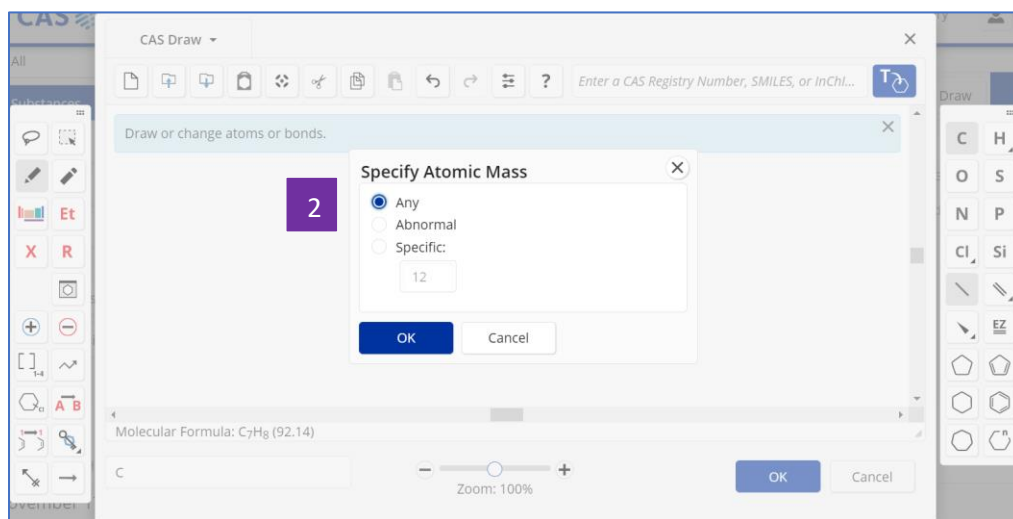 CAS
All
CAS Draw
?
Enter a CAS Registry Number, SMILES, or InChI...
T
Substances
Draw
Draw or change atoms or bonds.
Specify Atomic Mass
2
Any
Abnormal
Specific:
12
OK Cancel
Et
X R
[ ] 1-4
A B
C H
O S
N P
Cl Si
EZ
n
Molecular Formula: C₇H₈ (92.14)
C
Zoom: 100%
OK Cancel